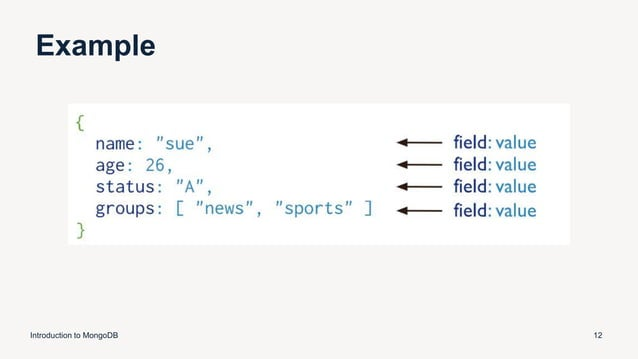 Example
{
name: "sue", field: value
age: 26, field: value
status: "A", field: value
groups: [ "news", "sports" ] field: value
}
Introduction to MongoDB 12